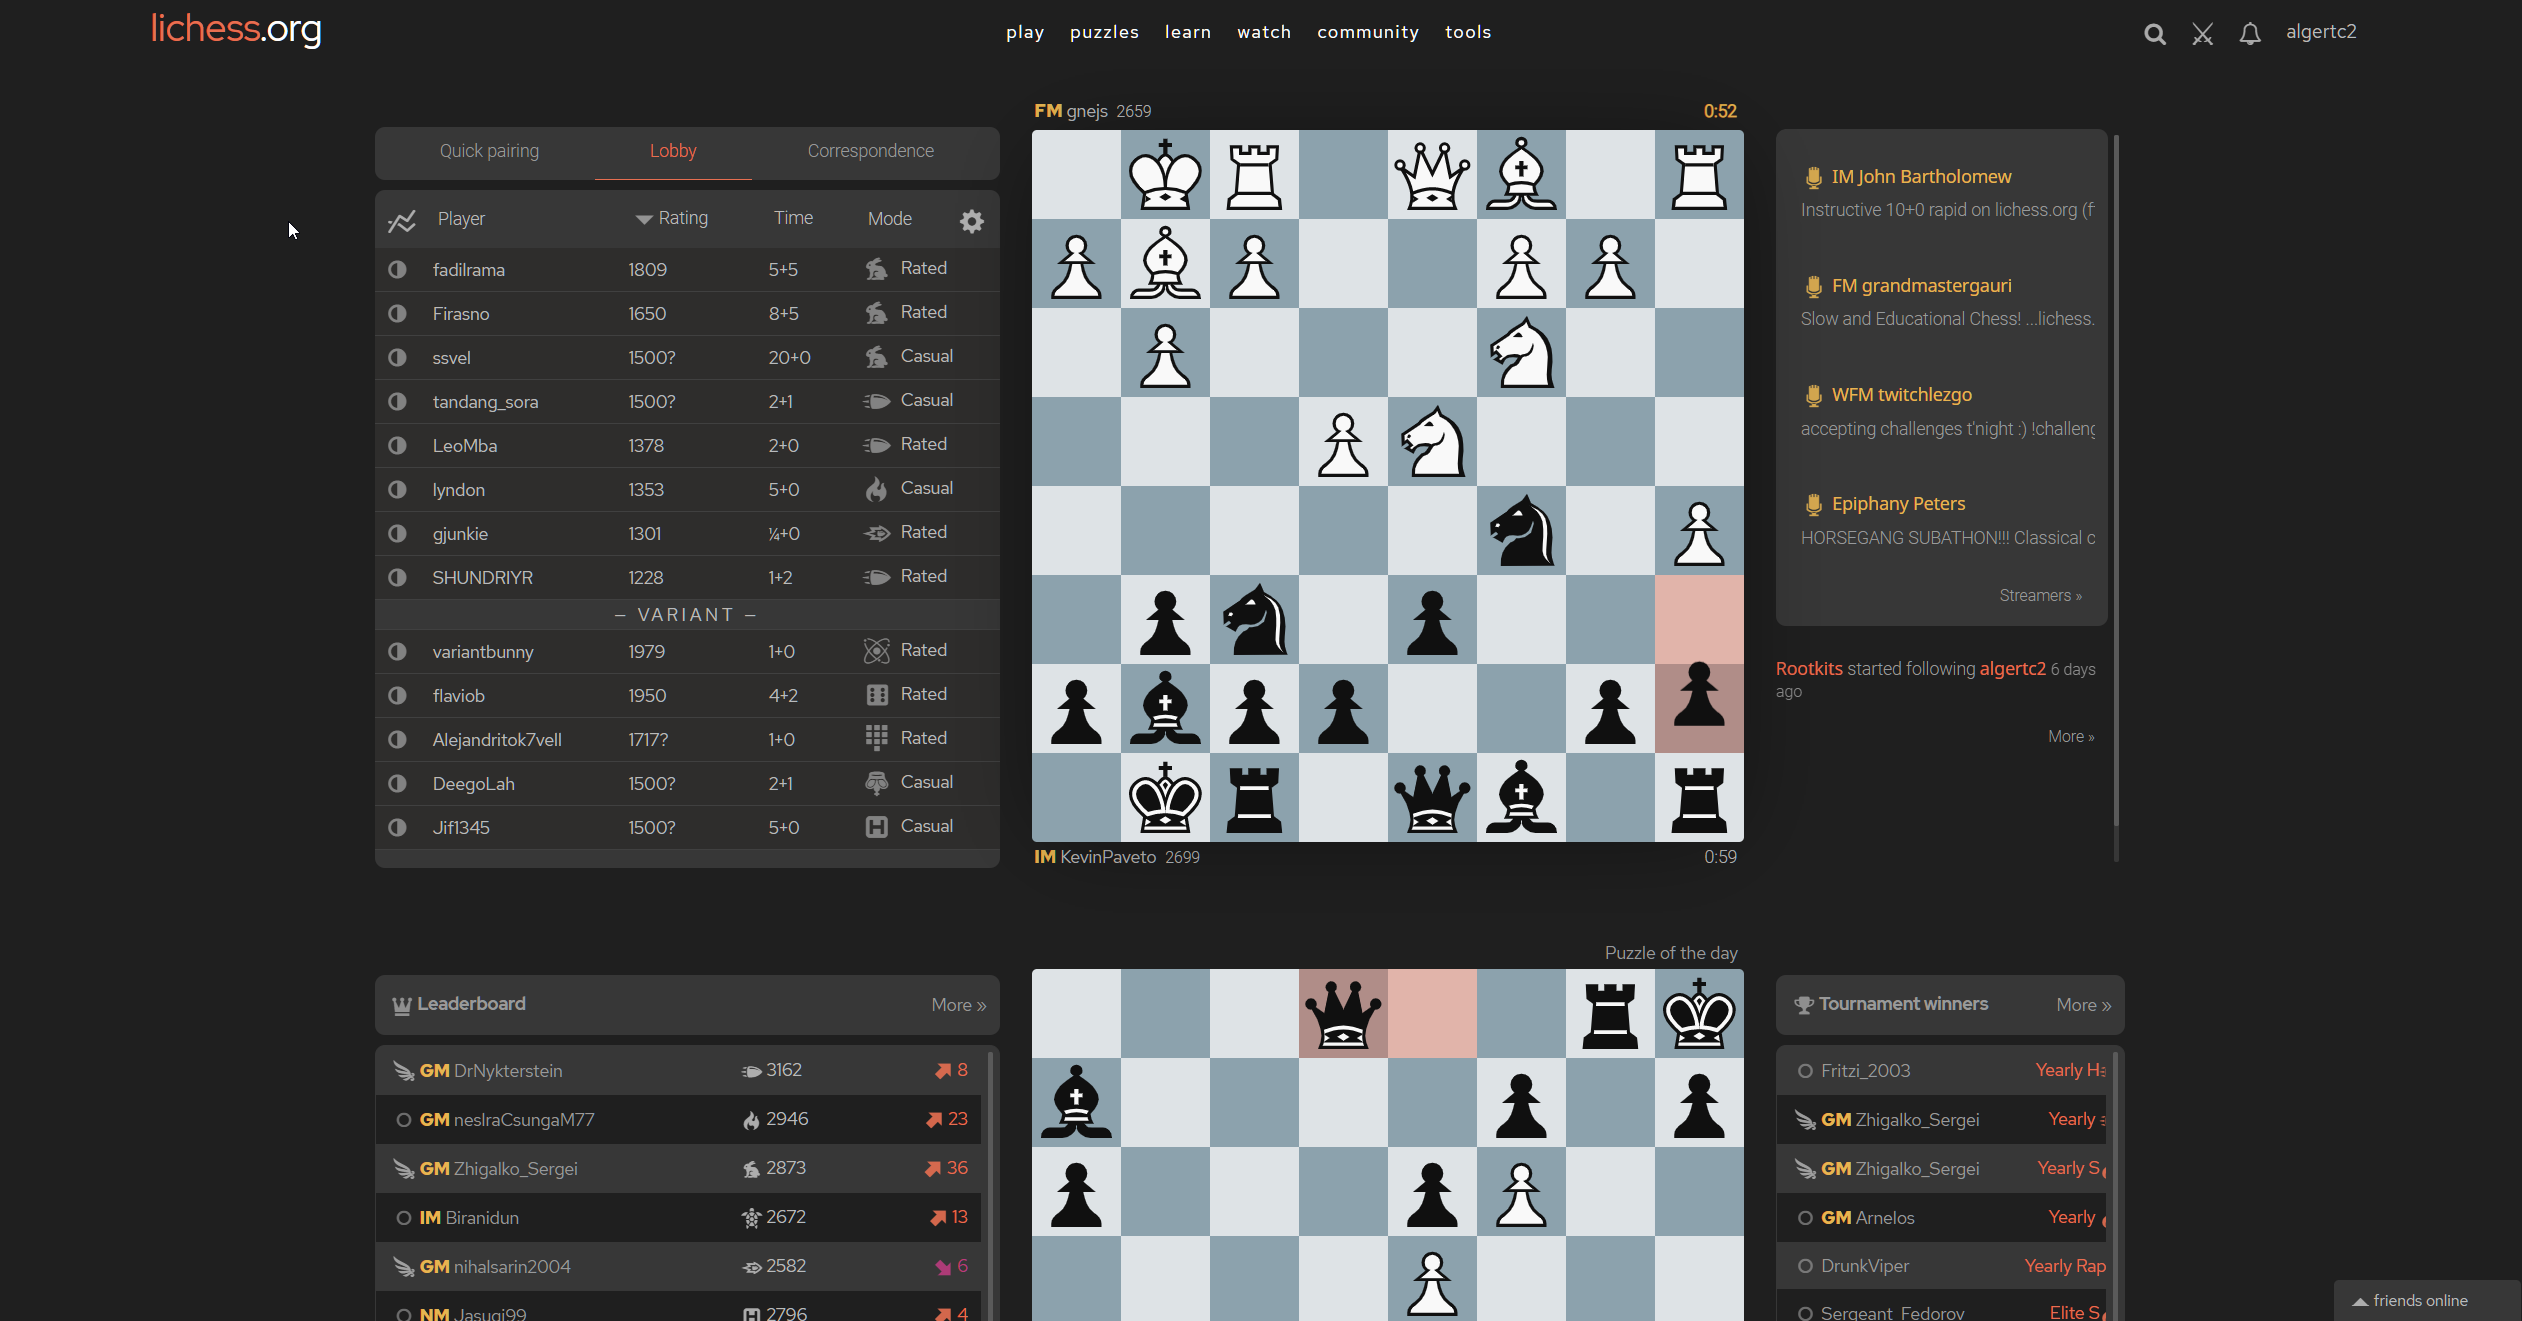 lichess.org
play puzzles learn watch community tools
algertc2
Quick pairing Lobby Correspondence
Player Rating Time Mode
fadilrama 1809 5+5 Rated
Firasno 1650 8+5 Rated
ssvel 1500? 20+0 Casual
tandang_sora 1500? 2+1 Casual
LeoMba 1378 2+0 Rated
lyndon 1353 5+0 Casual
gjunkie 1301 ¼+0 Rated
SHUNDRIYR 1228 1+2 Rated
– VARIANT –
variantbunny 1979 1+0 Rated
flaviob 1950 4+2 Rated
Alejandritok7vell 1717? 1+0 Rated
DeegoLah 1500? 2+1 Casual
Jif1345 1500? 5+0 Casual
FM gnejs 2659 0:52
IM KevinPaveto 2699 0:59
IM John Bartholomew
Instructive 10+0 rapid on lichess.org
FM grandmastergauri
Slow and Educational Chess! ...lichess.
WFM twitchlezgo
accepting challenges t'night :) !challeng
Epiphany Peters
HORSEGANG SUBATHON!!! Classical c
Streamers »
Rootkits started following algertc2 6 days
ago
More »
Leaderboard More »
GM DrNykterstein 3162 8
GM neslraCsungaM77 2946 23
GM Zhigalko_Sergei 2873 36
IM Biranidun 2672 13
GM nihalsarin2004 2582 6
NM Jasugi99 2796 4
Puzzle of the day
Tournament winners More »
Fritzi_2003 Yearly H
GM Zhigalko_Sergei Yearly
GM Zhigalko_Sergei Yearly S
GM Arnelos Yearly
DrunkViper Yearly Rap
Sergeant_Fedorov Elite S
friends online